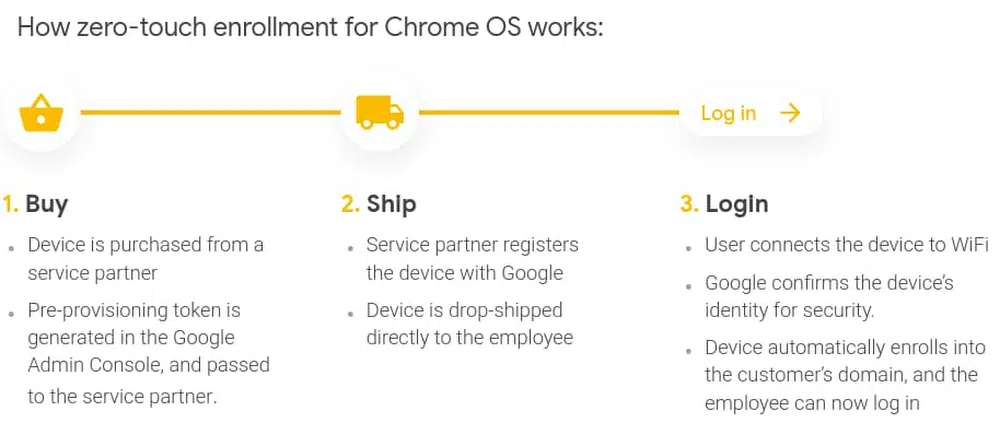 How zero-touch enrollment for Chrome OS works:
Log in
1. Buy
Device is purchased from a
service partner
Pre-provisioning token is
generated in the Google
Admin Console, and passed
to the service partner.
2. Ship
Service partner registers
the device with Google
Device is drop-shipped
directly to the employee
3. Login
User connects the device to WiFi
Google confirms the device's
identity for security.
Device automatically enrolls into
the customer's domain, and the
employee can now log in